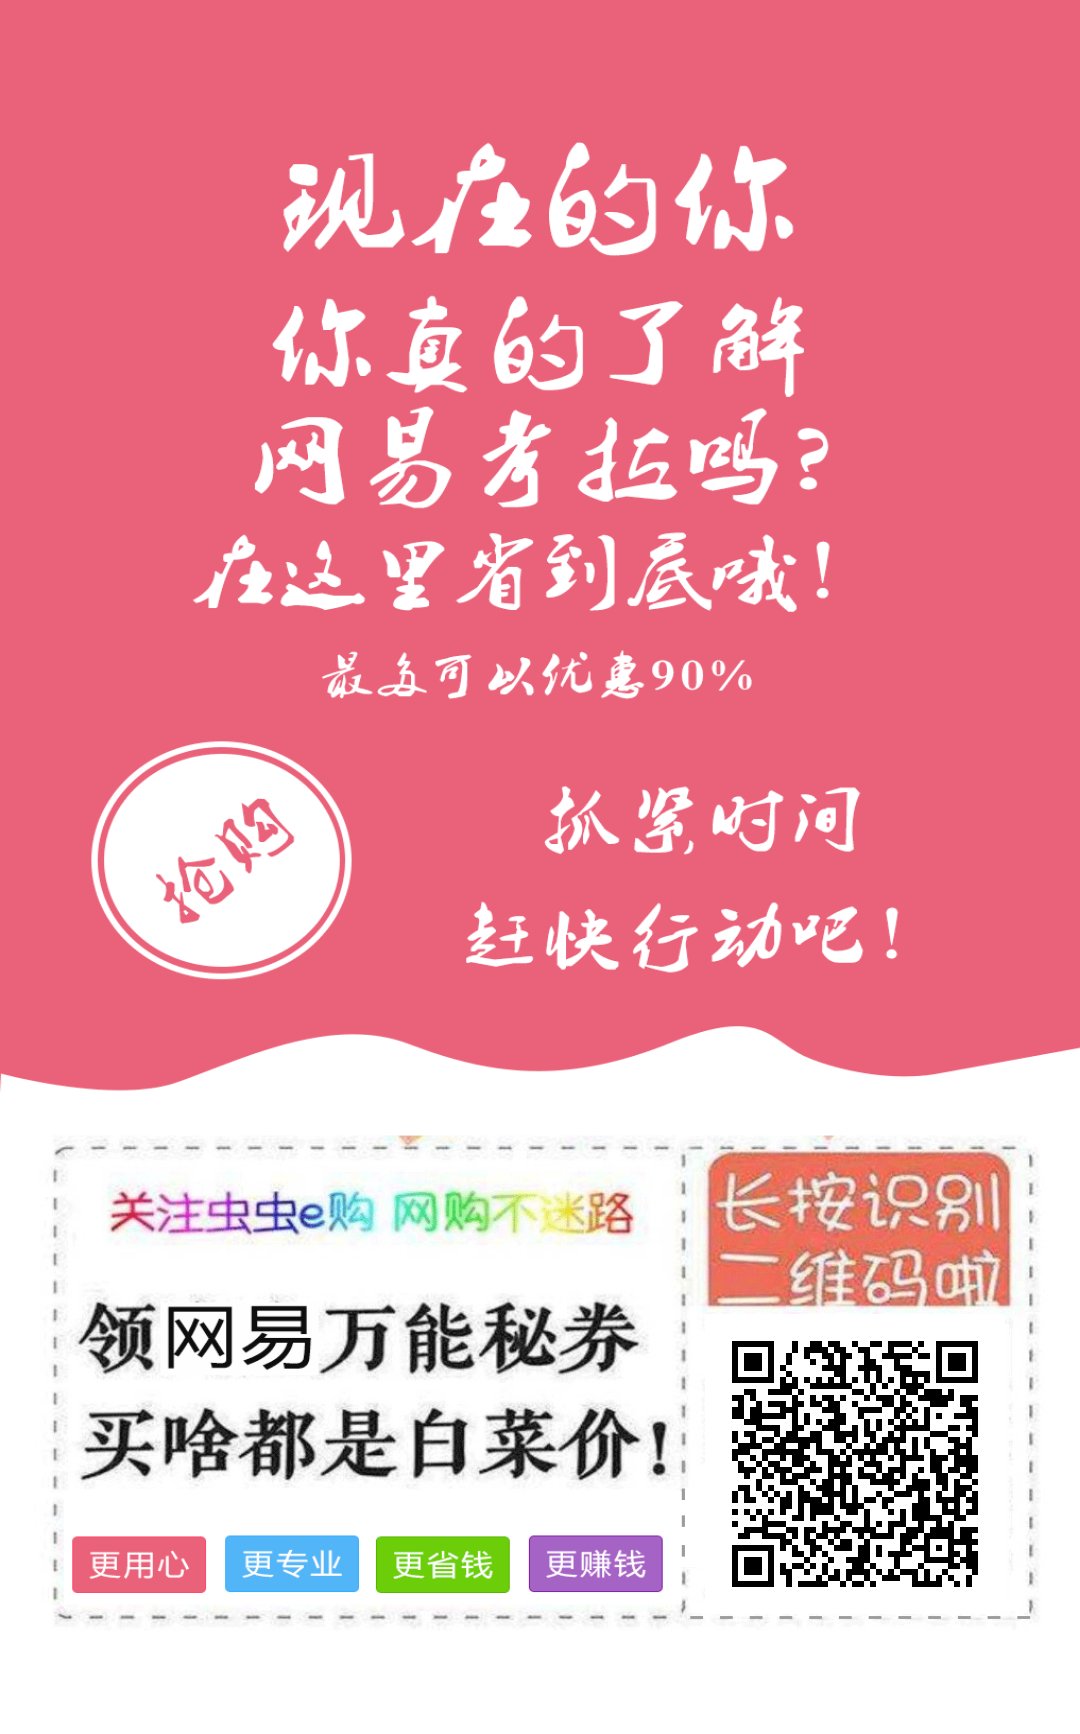 现在的你
你真的了解
网易考拉吗?
在这里省到底哦!
最多可以优惠90%
抢购
抓紧时间
赶快行动吧!
关注虫虫e购 网购不迷路
领网易万能秘券
买啥都是白菜价!
更用心
更专业
更省钱
更赚钱
长按识别
二维码啦